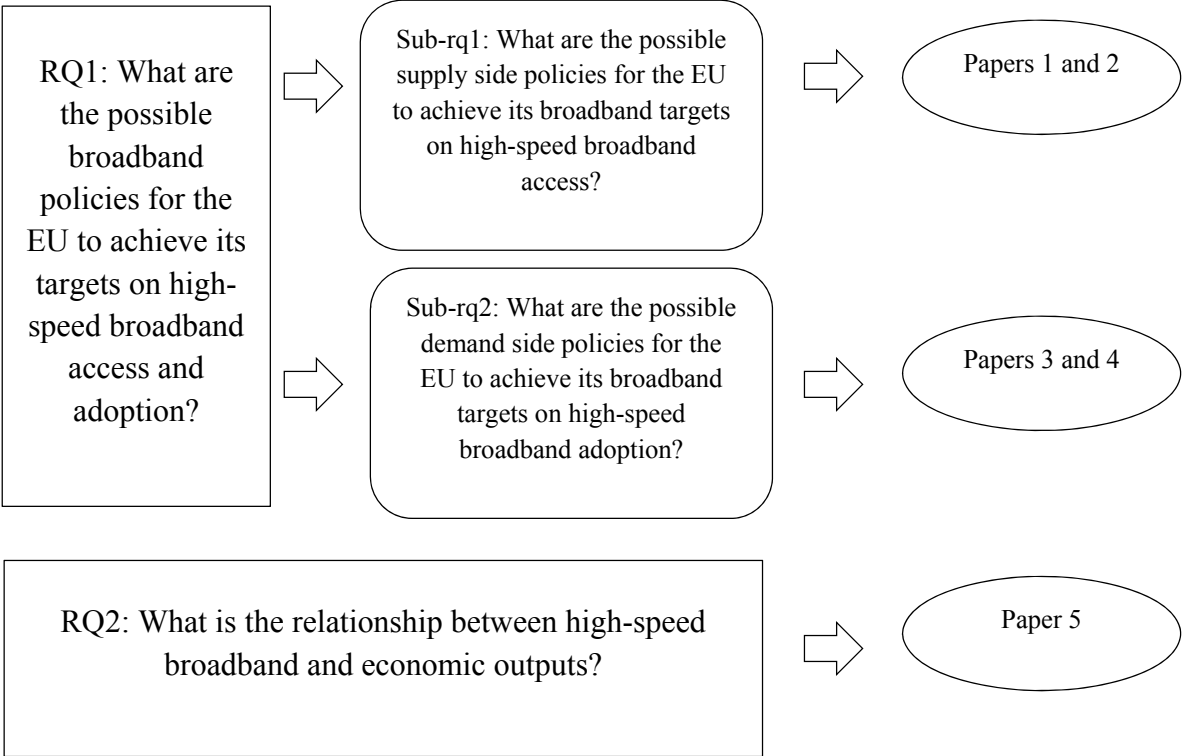 RQ1: What are
the possible
broadband
policies for the
EU to achieve its
targets on high-
speed broadband
access and
adoption?
Sub-rq1: What are the possible
supply side policies for the EU
to achieve its broadband targets
on high-speed broadband
access?
Papers 1 and 2
Sub-rq2: What are the possible
demand side policies for the
EU to achieve its broadband
targets on high-speed
broadband adoption?
Papers 3 and 4
RQ2: What is the relationship between high-speed
broadband and economic outputs?
Paper 5